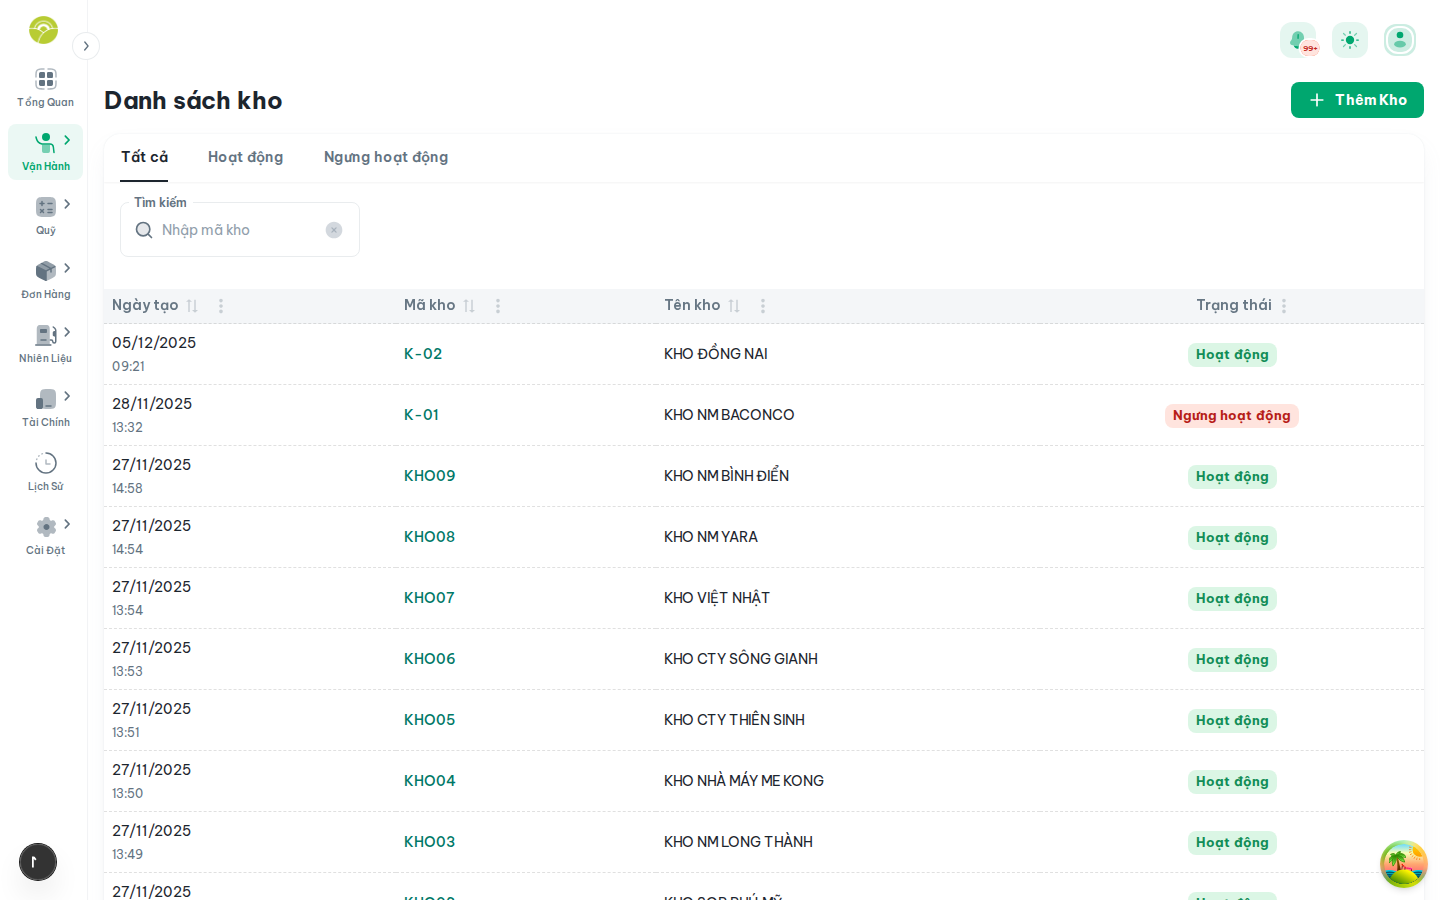 99+
Tổng Quan
Vận Hành
Quỹ
Đơn Hàng
Nhiên Liệu
Tài Chính
Lịch Sử
Cài Đặt
Danh sách kho
Thêm Kho
Tất cả
Hoạt động
Ngưng hoạt động
Tìm kiếm
Nhập mã kho
Ngày tạo
Mã kho
Tên kho
Trạng thái
05/12/2025
09:21
K-02
KHO ĐỒNG NAI
Hoạt động
28/11/2025
13:32
K-01
KHO NM BACONCO
Ngưng hoạt động
27/11/2025
14:58
KHO09
KHO NM BÌNH ĐIỂN
Hoạt động
27/11/2025
14:54
KHO08
KHO NM YARA
Hoạt động
27/11/2025
13:54
KHO07
KHO VIỆT NHẬT
Hoạt động
27/11/2025
13:53
KHO06
KHO CTY SÔNG GIANH
Hoạt động
27/11/2025
13:51
KHO05
KHO CTY THIÊN SINH
Hoạt động
27/11/2025
13:50
KHO04
KHO NHÀ MÁY ME KONG
Hoạt động
27/11/2025
13:49
KHO03
KHO NM LONG THÀNH
Hoạt động
27/11/2025